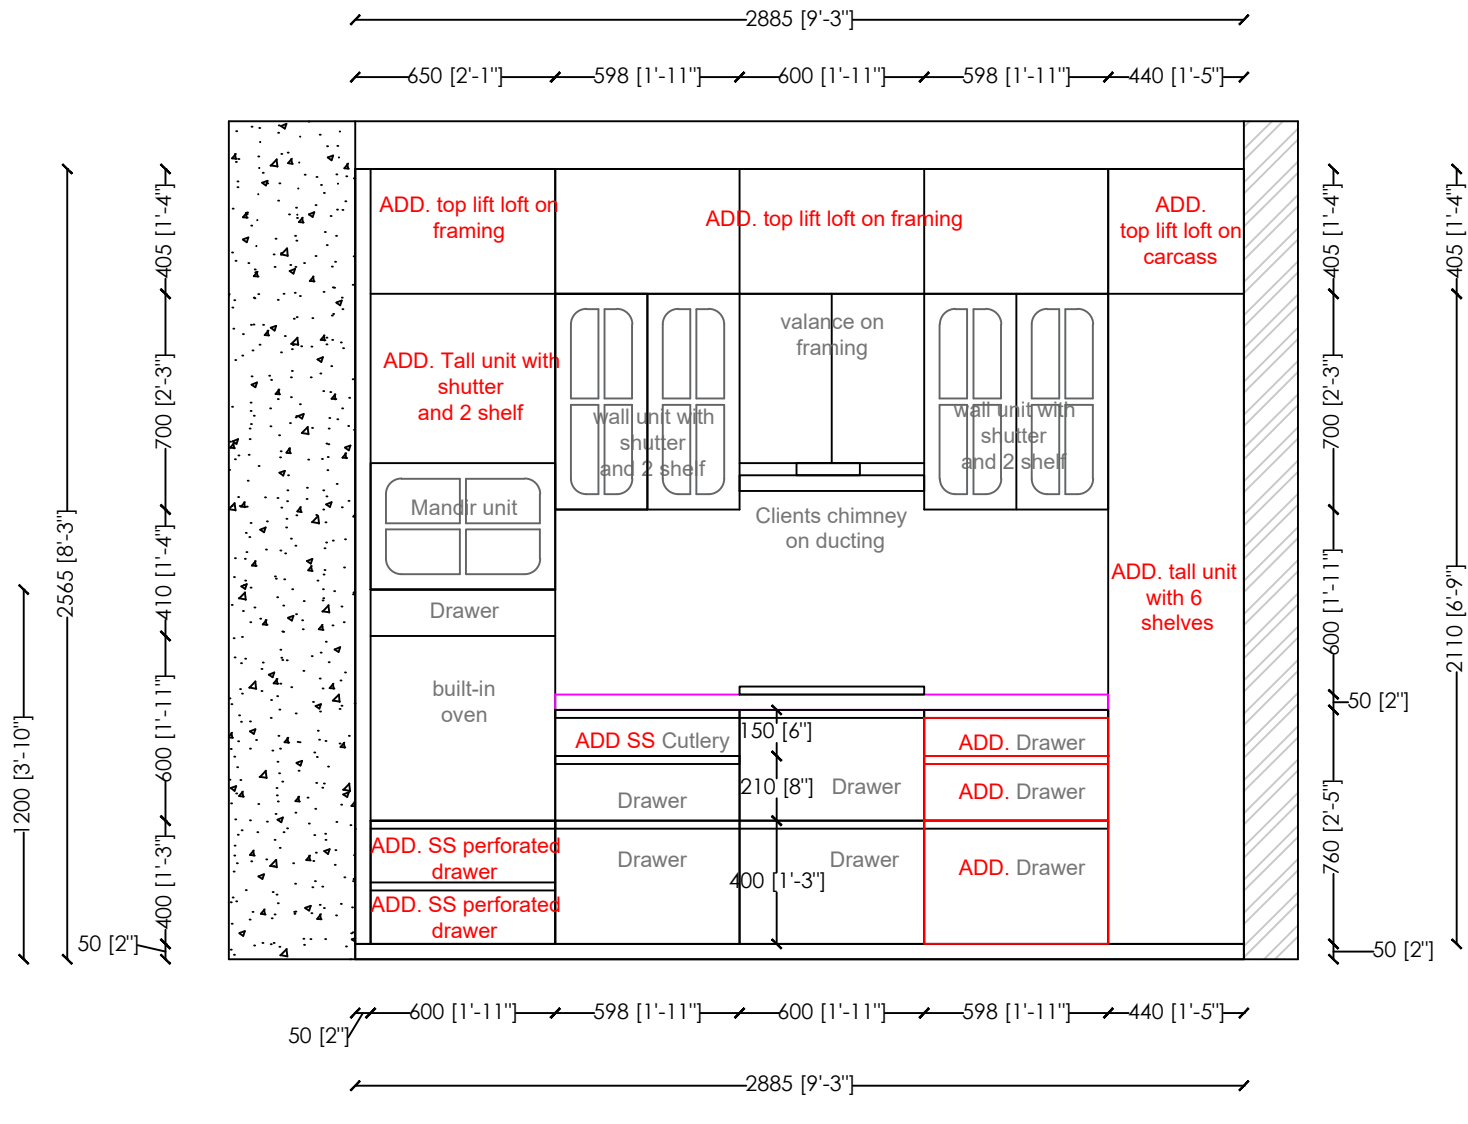 2885 [9'-3"]
650 [2'-1"]
598 [1'-11"]
600 [1'-11"]
598 [1'-11"]
440 [1'-5"]
ADD. top lift loft on
framing
ADD. top lift loft on framing
ADD.
top lift loft on
carcass
405 [1'-4"]
405 [1'-4"]
405 [1'-4"]
ADD. Tall unit with
shutter
and 2 shelf
valance on
framing
wall unit with
shutter
and 2 shelf
wall unit with
shutter
and 2 shelf
700 [2'-3"]
700 [2'-3"]
Mandir unit
Clients chimney
on ducting
2565 [8'-3"]
410 [1'-4"]
600 [1'-11"]
2110 [6'-9"]
ADD. tall unit
with 6
shelves
Drawer
built-in
oven
1200 [3'-10"]
600 [1'-11"]
50 [2"]
150 [6"]
ADD SS Cutlery
ADD. Drawer
210 [8"]
Drawer
Drawer
ADD. Drawer
760 [2'-5"]
ADD. SS perforated
drawer
Drawer
Drawer
ADD. Drawer
400 [1'-3"]
400 [1'-3"]
ADD. SS perforated
drawer
50 [2"]
50 [2"]
600 [1'-11"]
598 [1'-11"]
600 [1'-11"]
598 [1'-11"]
440 [1'-5"]
50 [2"]
2885 [9'-3"]